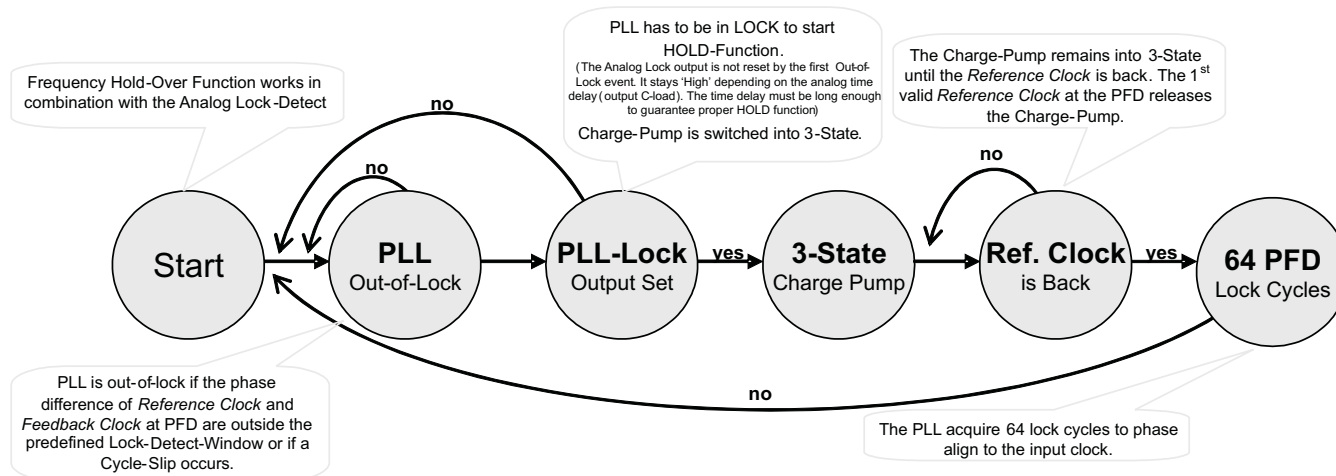 Frequency Hold-Over Function works in
combination with the Analog Lock-Detect
PLL has to be in LOCK to start
HOLD-Function.
(The Analog Lock output is not reset by the first Out-of-
Lock event. It stays 'High' depending on the analog time
delay (output C-load). The time delay must be long enough
to guarantee proper HOLD function)
Charge-Pump is switched into 3-State.
The Charge-Pump remains into 3-State
until the Reference Clock is back. The 1st
valid Reference Clock at the PFD releases
the Charge-Pump.
no
no
no
Start
PLL
Out-of-Lock
PLL-Lock
Output Set
yes
3-State
Charge Pump
Ref. Clock
is Back
yes
64 PFD
Lock Cycles
no
PLL is out-of-lock if the phase
difference of Reference Clock and
Feedback Clock at PFD are outside the
predefined Lock-Detect-Window or if a
Cycle-Slip occurs.
The PLL acquire 64 lock cycles to phase
align to the input clock.